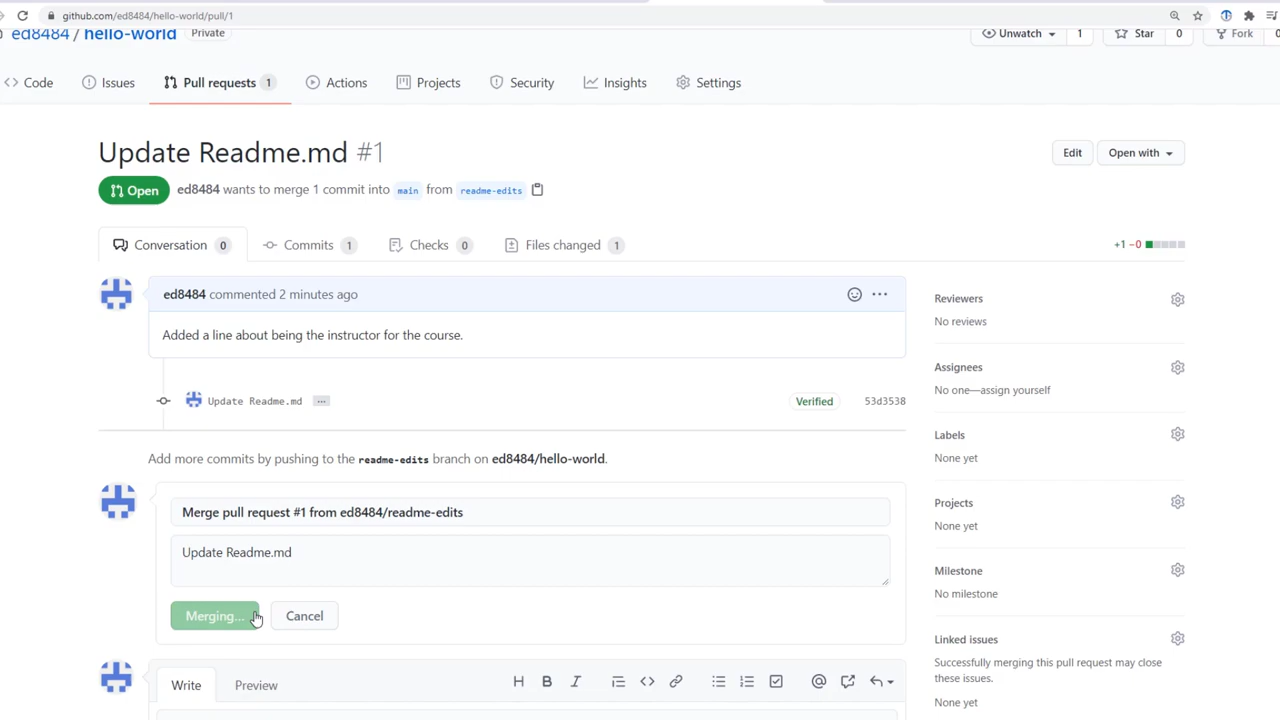 github.com/ed8484/hello-world/pull/1
ed8484 / hello-world Private Unwatch 1 Star 0 Fork 0
Code Issues Pull requests 1 Actions Projects Security Insights Settings
Update Readme.md #1 Edit Open with
Open ed8484 wants to merge 1 commit into main from readme-edits
Conversation 0 Commits 1 Checks 0 Files changed 1 +1 −0
ed8484 commented 2 minutes ago
Added a line about being the instructor for the course.
Update Readme.md ... Verified 53d3538
Add more commits by pushing to the readme-edits branch on ed8484/hello-world.
Merge pull request #1 from ed8484/readme-edits
Update Readme.md
Merging... Cancel
Write Preview H B I
Reviewers
No reviews
Assignees
No one—assign yourself
Labels
None yet
Projects
None yet
Milestone
No milestone
Linked issues
Successfully merging this pull request may close
these issues.
None yet